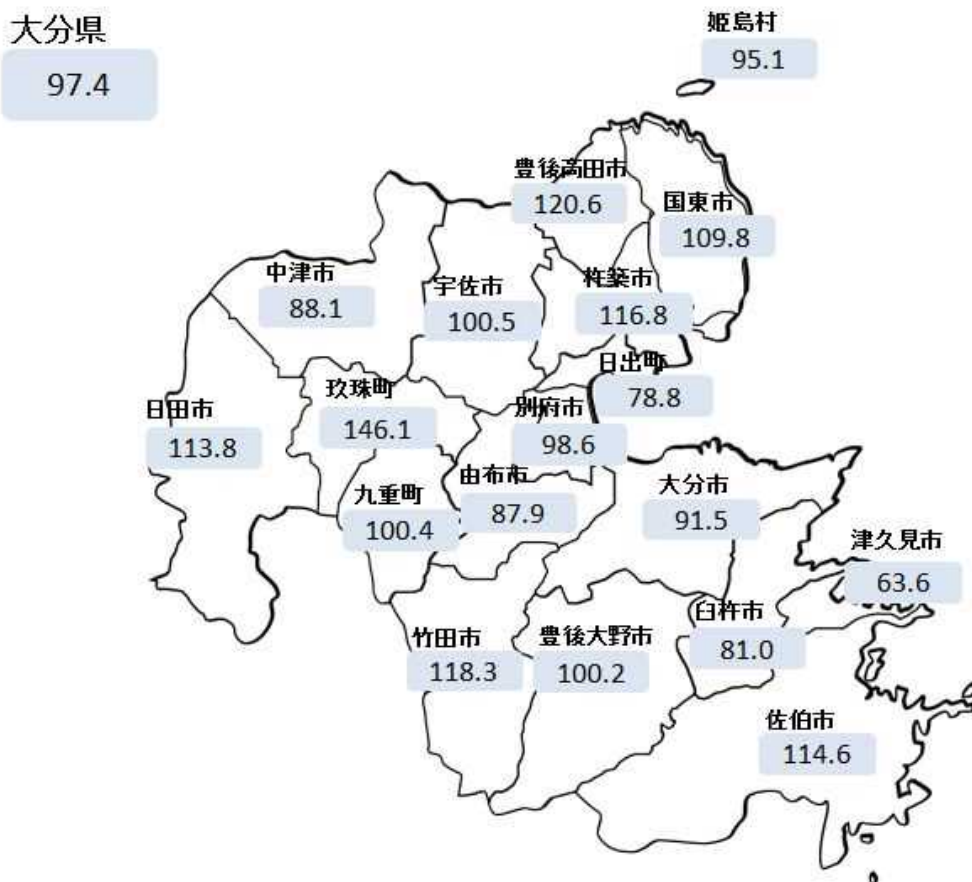 大分県
97.4
姫島村
95.1
豊後高田市
120.6
国東市
109.8
中津市
88.1
宇佐市
100.5
杵築市
116.8
日出町
78.8
玖珠町
146.1
日田市
113.8
別府市
98.6
由布市
87.9
九重町
100.4
大分市
91.5
津久見市
63.6
臼杵市
81.0
竹田市
118.3
豊後大野市
100.2
佐伯市
114.6